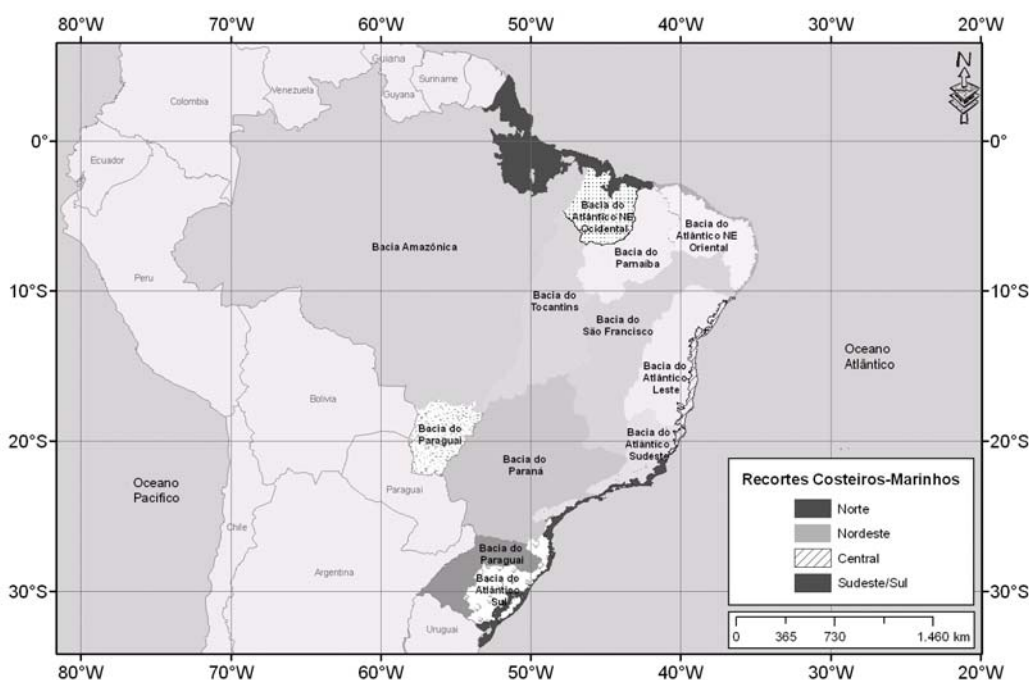 80°W 70°W 60°W 50°W 40°W 30°W 20°W
N
Guiana
Venezuela
Suriname
Guyana
Colombia
0°
0°
Ecuador
Bacia do
Atlântico NE
Ocidental
Bacia do
Atlântico NE
Oriental
Bacia Amazônica
Bacia do
Parnaíba
Peru
10°S
10°S
Bacia do
Tocantins
Bacia do
São Francisco
Oceano
Atlântico
Bacia do
Atlântico
Leste
Bolivia
Bacia do
Paraguai
Bacia do
Atlântico
Sudeste
20°S
20°S
Bacia do
Paraná
Oceano
Pacifico
Paraguai
Chile
Recortes Costeiros-Marinhos
Norte
Nordeste
Central
Sudeste/Sul
Bacia do
Paraguai
Argentina
Bacia do
Atlântico
Sul
30°S
30°S
Uruguai
0 365 730 1.460 km
80°W 70°W 60°W 50°W 40°W 30°W 20°W